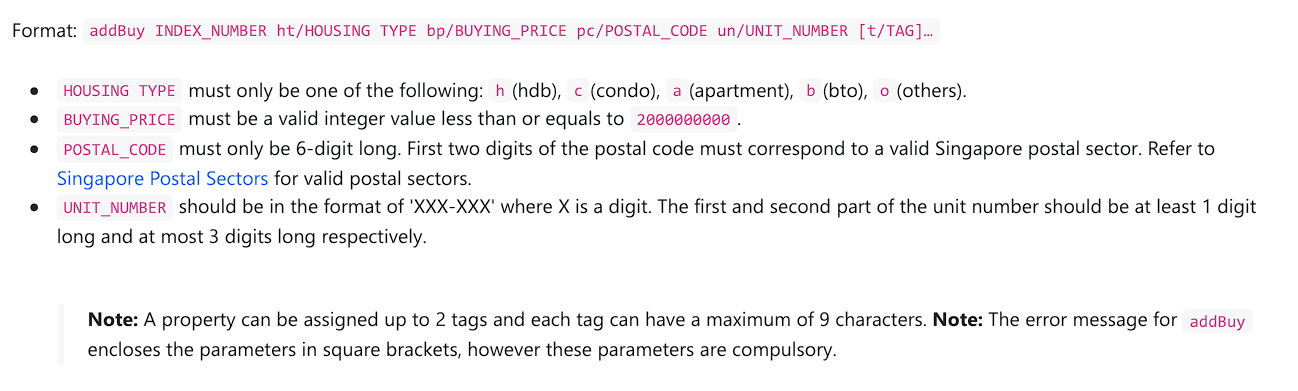 Format: addBuy INDEX_NUMBER ht/HOUSING TYPE bp/BUYING_PRICE pc/POSTAL_CODE un/UNIT_NUMBER [t/TAG]…
• HOUSING TYPE must only be one of the following: h (hdb), c (condo), a (apartment), b (bto), o (others).
• BUYING_PRICE must be a valid integer value less than or equals to 2000000000.
• POSTAL_CODE must only be 6-digit long. First two digits of the postal code must correspond to a valid Singapore postal sector. Refer to
Singapore Postal Sectors for valid postal sectors.
• UNIT_NUMBER should be in the format of 'XXX-XXX' where X is a digit. The first and second part of the unit number should be at least 1 digit
long and at most 3 digits long respectively.
Note: A property can be assigned up to 2 tags and each tag can have a maximum of 9 characters. Note: The error message for addBuy
encloses the parameters in square brackets, however these parameters are compulsory.